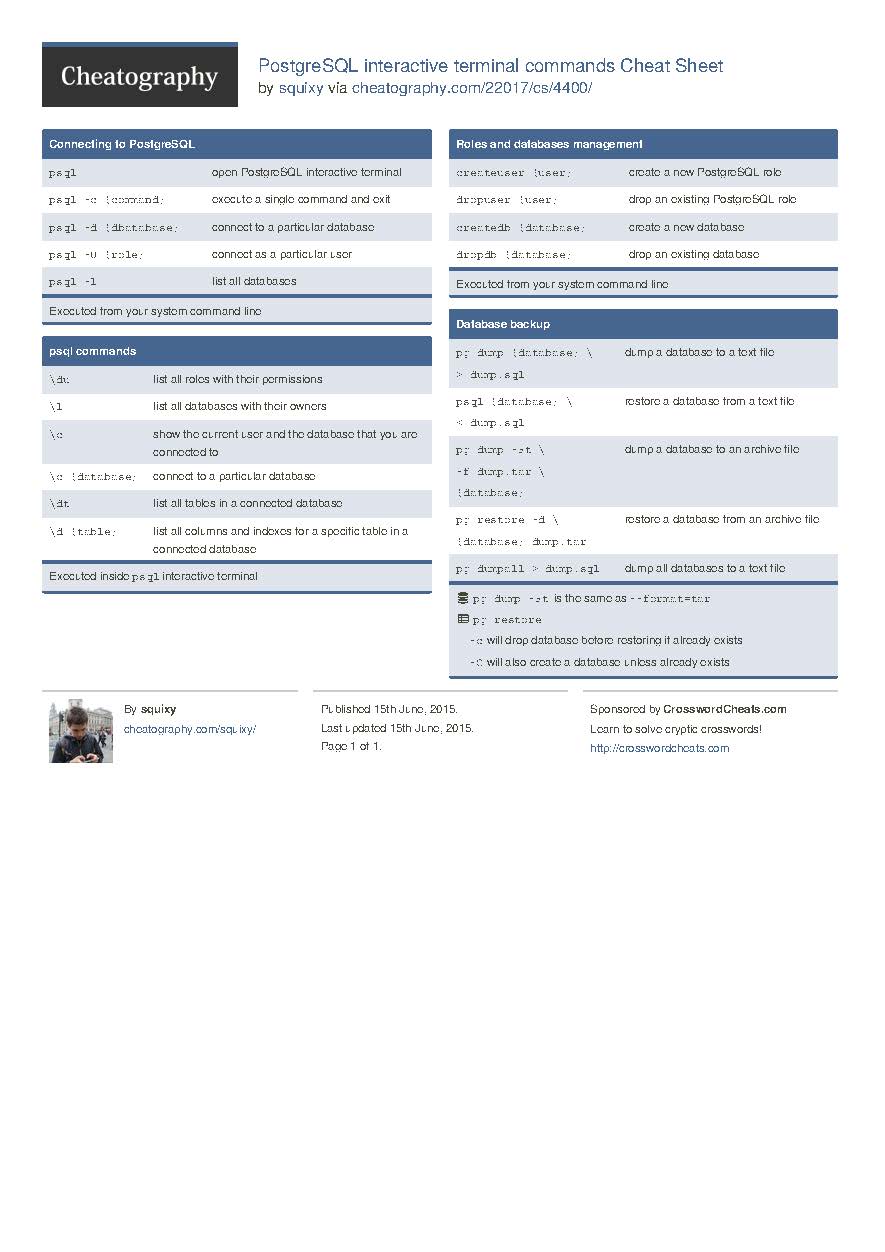 Cheatography
PostgreSQL interactive terminal commands Cheat Sheet
by squixy via cheatography.com/22017/cs/4400/
Connecting to PostgreSQL
psql open PostgreSQL interactive terminal
psql -c {command} execute a single command and exit
psql -d {dbatabase} connect to a particular database
psql -U {role} connect as a particular user
psql -l list all databases
Executed from your system command line
psql commands
\du list all roles with their permissions
\l list all databases with their owners
\c show the current user and the database that you are
connected to
\c {database} connect to a particular database
\dt list all tables in a connected database
\d {table} list all columns and indexes for a specific table in a
connected database
Executed inside psql interactive terminal
Roles and databases management
createuser {user} create a new PostgreSQL role
dropuser {user} drop an existing PostgreSQL role
createdb {database} create a new database
dropdb {database} drop an existing database
Executed from your system command line
Database backup
pg_dump {database} \ dump a database to a text file
> dump.sql
psql {database} \ restore a database from a text file
< dump.sql
pg_dump -Ft \ dump a database to an archive file
-f dump.tar \
{database}
pg_restore -d \ restore a database from an archive file
{database} dump.tar
pg_dumpall > dump.sql dump all databases to a text file
pg_dump -Ft is the same as --format=tar
pg_restore
-c will drop database before restoring if already exists
-C will also create a database unless already exists
By squixy
cheatography.com/squixy/
Published 15th June, 2015.
Last updated 15th June, 2015.
Page 1 of 1.
Sponsored by CrosswordCheats.com
Learn to solve cryptic crosswords!
http://crosswordcheats.com